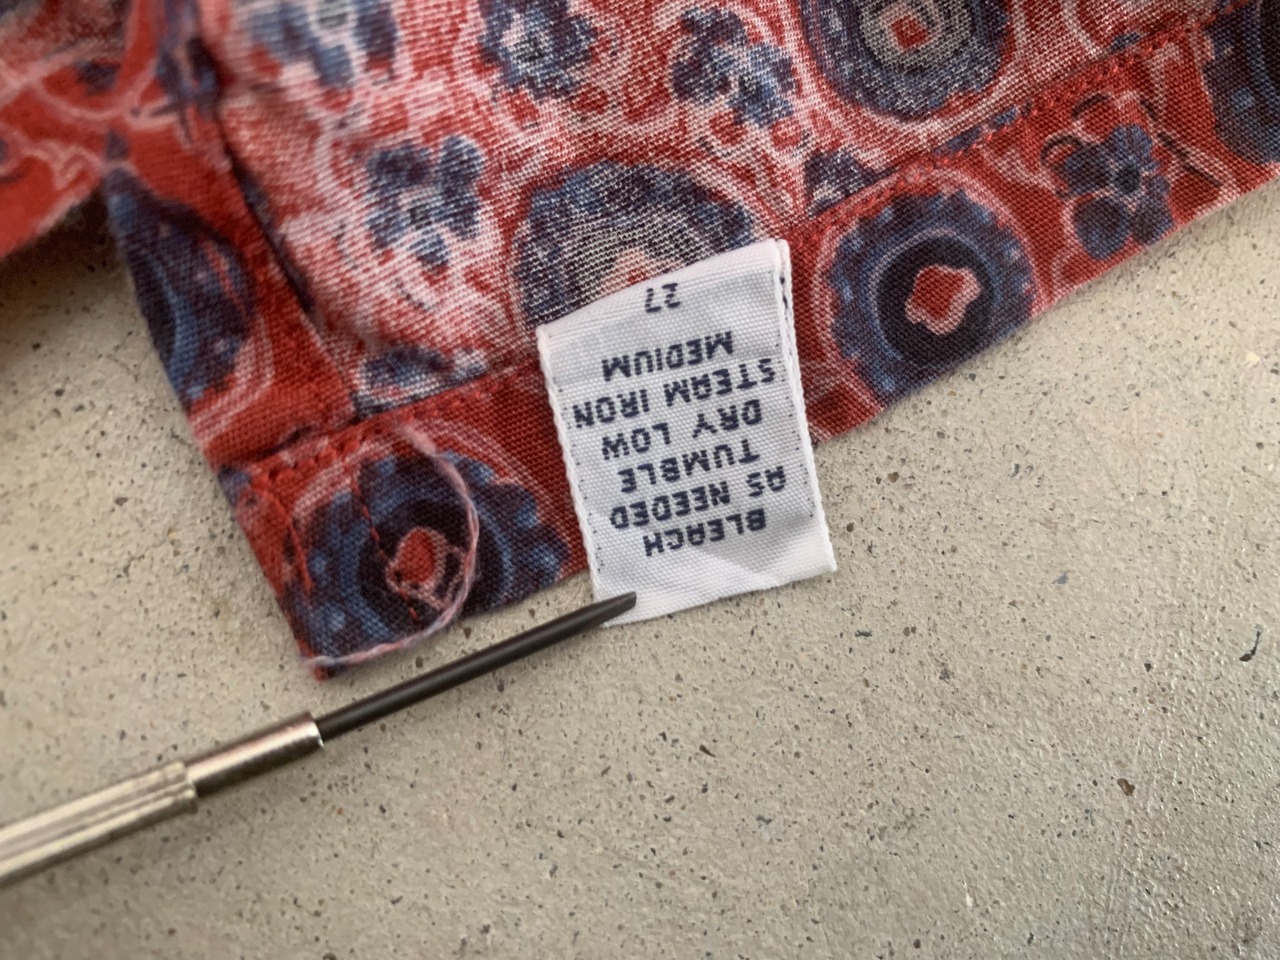 BLEACH
AS NEEDED
TUMBLE
DRY LOW
STEAM IRON
MEDIUM
27